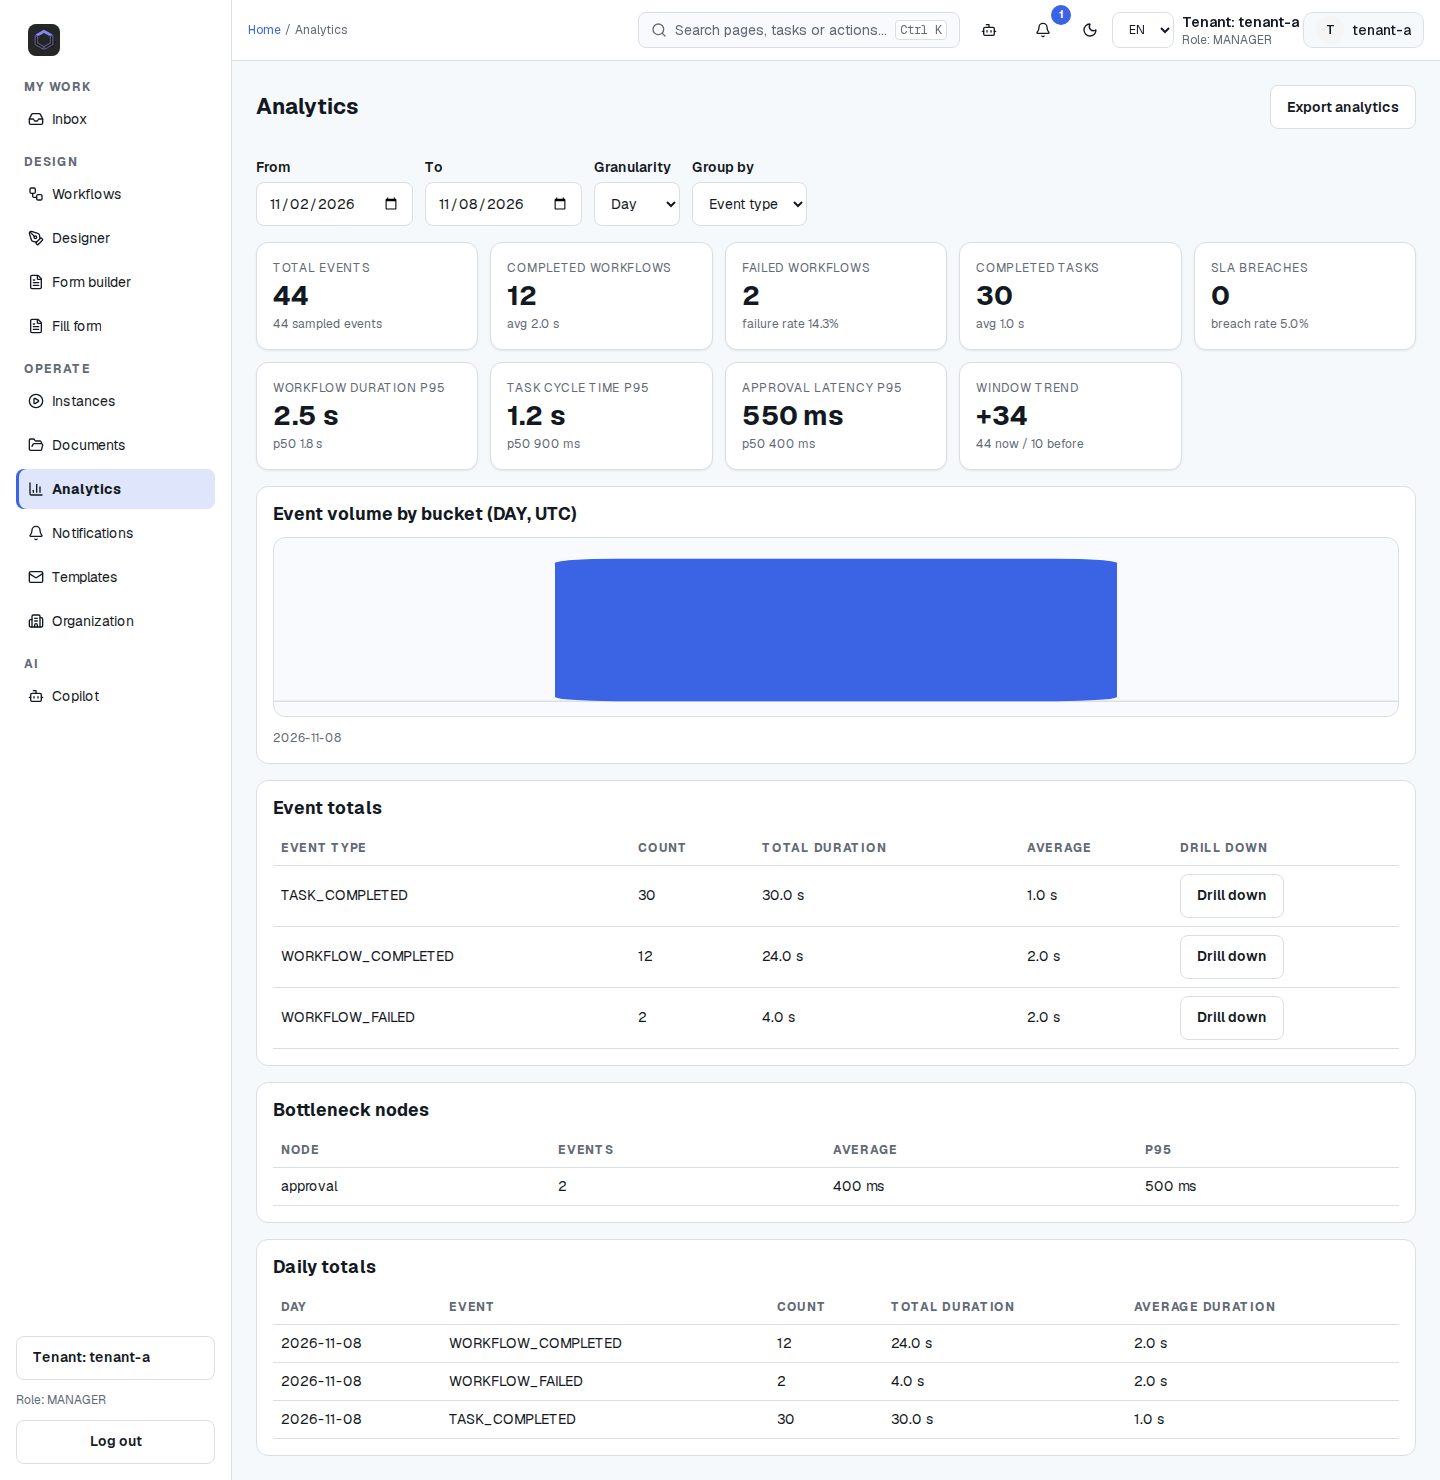 Home / Analytics
Search pages, tasks or actions... Ctrl K
1
EN
Tenant: tenant-a
Role: MANAGER
T tenant-a
MY WORK
Inbox
DESIGN
Workflows
Designer
Form builder
Fill form
OPERATE
Instances
Documents
Analytics
Notifications
Templates
Organization
AI
Copilot
Tenant: tenant-a
Role: MANAGER
Log out
Analytics
Export analytics
From To Granularity Group by
11/02/2026 11/08/2026 Day Event type
TOTAL EVENTS
44
44 sampled events
COMPLETED WORKFLOWS
12
avg 2.0 s
FAILED WORKFLOWS
2
failure rate 14.3%
COMPLETED TASKS
30
avg 1.0 s
SLA BREACHES
0
breach rate 5.0%
WORKFLOW DURATION P95
2.5 s
p50 1.8 s
TASK CYCLE TIME P95
1.2 s
p50 900 ms
APPROVAL LATENCY P95
550 ms
p50 400 ms
WINDOW TREND
+34
44 now / 10 before
Event volume by bucket (DAY, UTC)
2026-11-08
Event totals
EVENT TYPE COUNT TOTAL DURATION AVERAGE DRILL DOWN
TASK_COMPLETED 30 30.0 s 1.0 s Drill down
WORKFLOW_COMPLETED 12 24.0 s 2.0 s Drill down
WORKFLOW_FAILED 2 4.0 s 2.0 s Drill down
Bottleneck nodes
NODE EVENTS AVERAGE P95
approval 2 400 ms 500 ms
Daily totals
DAY EVENT COUNT TOTAL DURATION AVERAGE DURATION
2026-11-08 WORKFLOW_COMPLETED 12 24.0 s 2.0 s
2026-11-08 WORKFLOW_FAILED 2 4.0 s 2.0 s
2026-11-08 TASK_COMPLETED 30 30.0 s 1.0 s